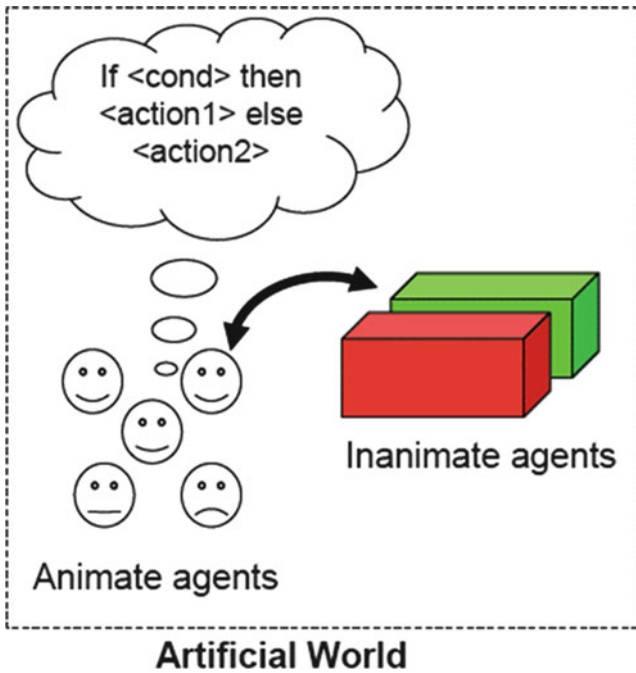 If <cond> then
<action1> else
<action2>
Inanimate agents
Animate agents
Artificial World